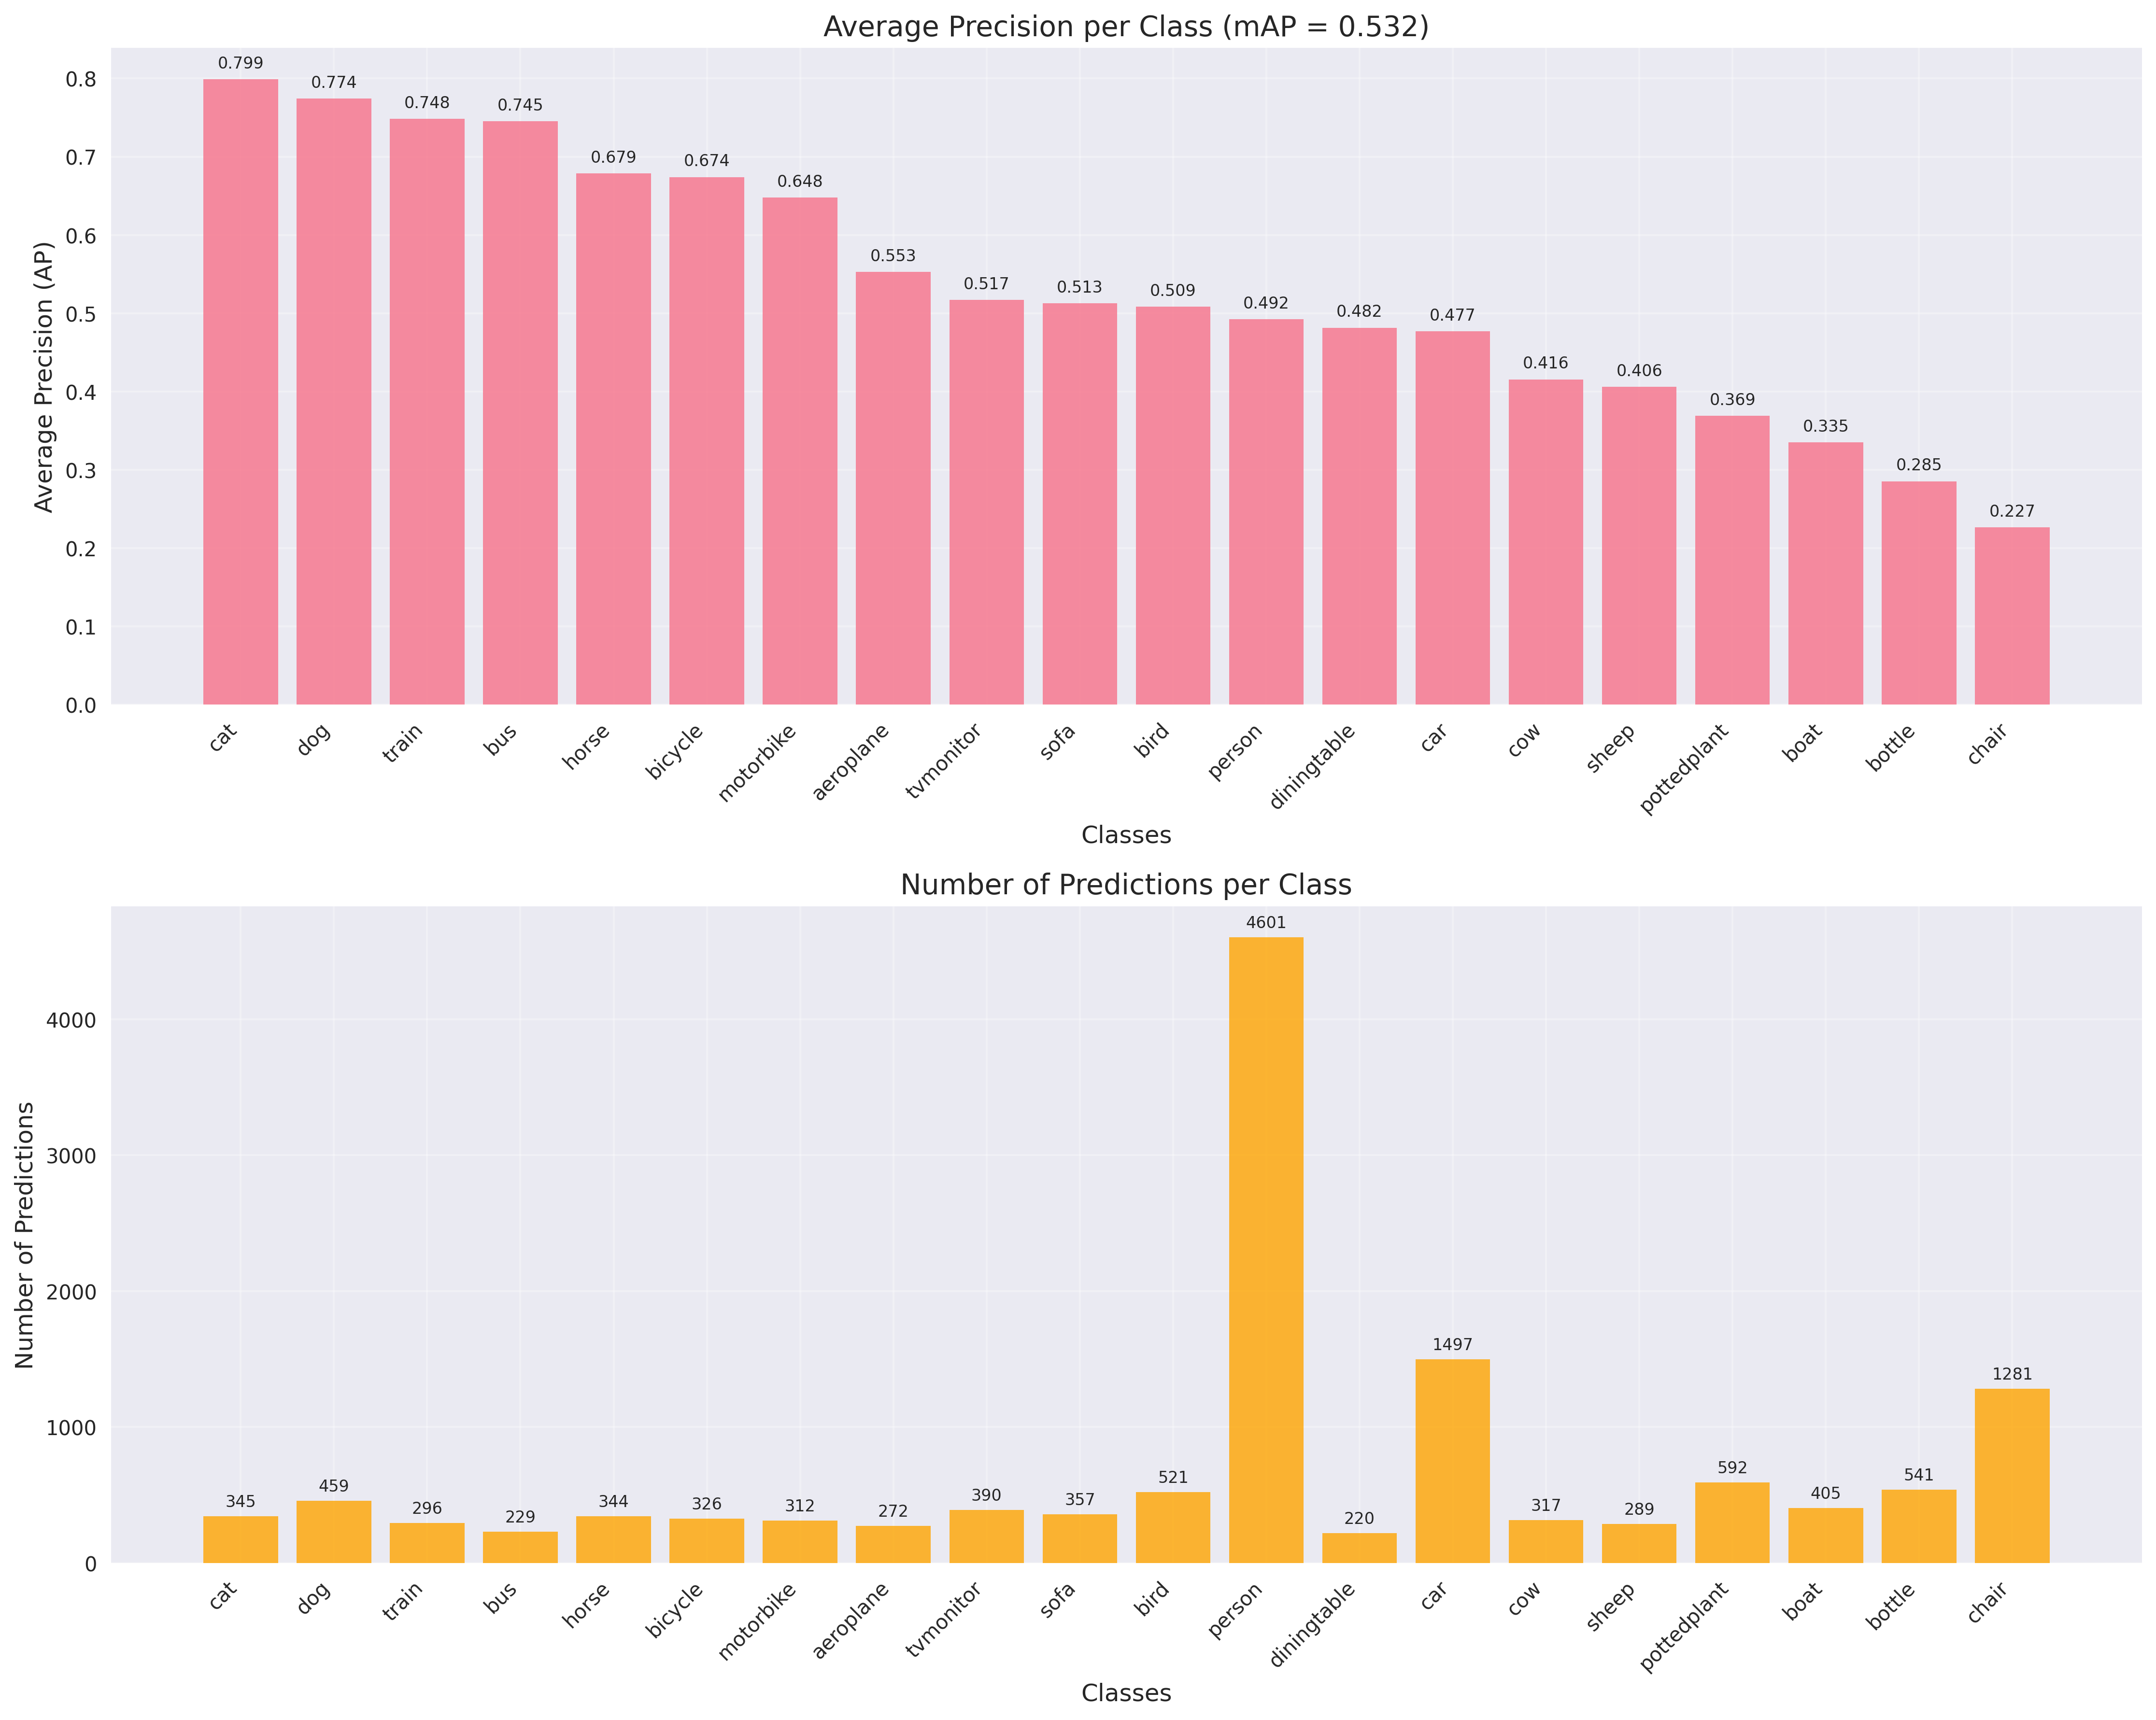 Average Precision per Class (mAP = 0.532)
Average Precision (AP)
0.8
0.7
0.6
0.5
0.4
0.3
0.2
0.1
0.0
0.799
0.774
0.748
0.745
0.679
0.674
0.648
0.553
0.517
0.513
0.509
0.492
0.482
0.477
0.416
0.406
0.369
0.335
0.285
0.227
cat
dog
train
bus
horse
bicycle
motorbike
aeroplane
tvmonitor
sofa
bird
person
diningtable
car
cow
sheep
pottedplant
boat
bottle
chair
Classes
Number of Predictions per Class
Number of Predictions
4000
3000
2000
1000
0
345
459
296
229
344
326
312
272
390
357
521
4601
220
1497
317
289
592
405
541
1281
cat
dog
train
bus
horse
bicycle
motorbike
aeroplane
tvmonitor
sofa
bird
person
diningtable
car
cow
sheep
pottedplant
boat
bottle
chair
Classes